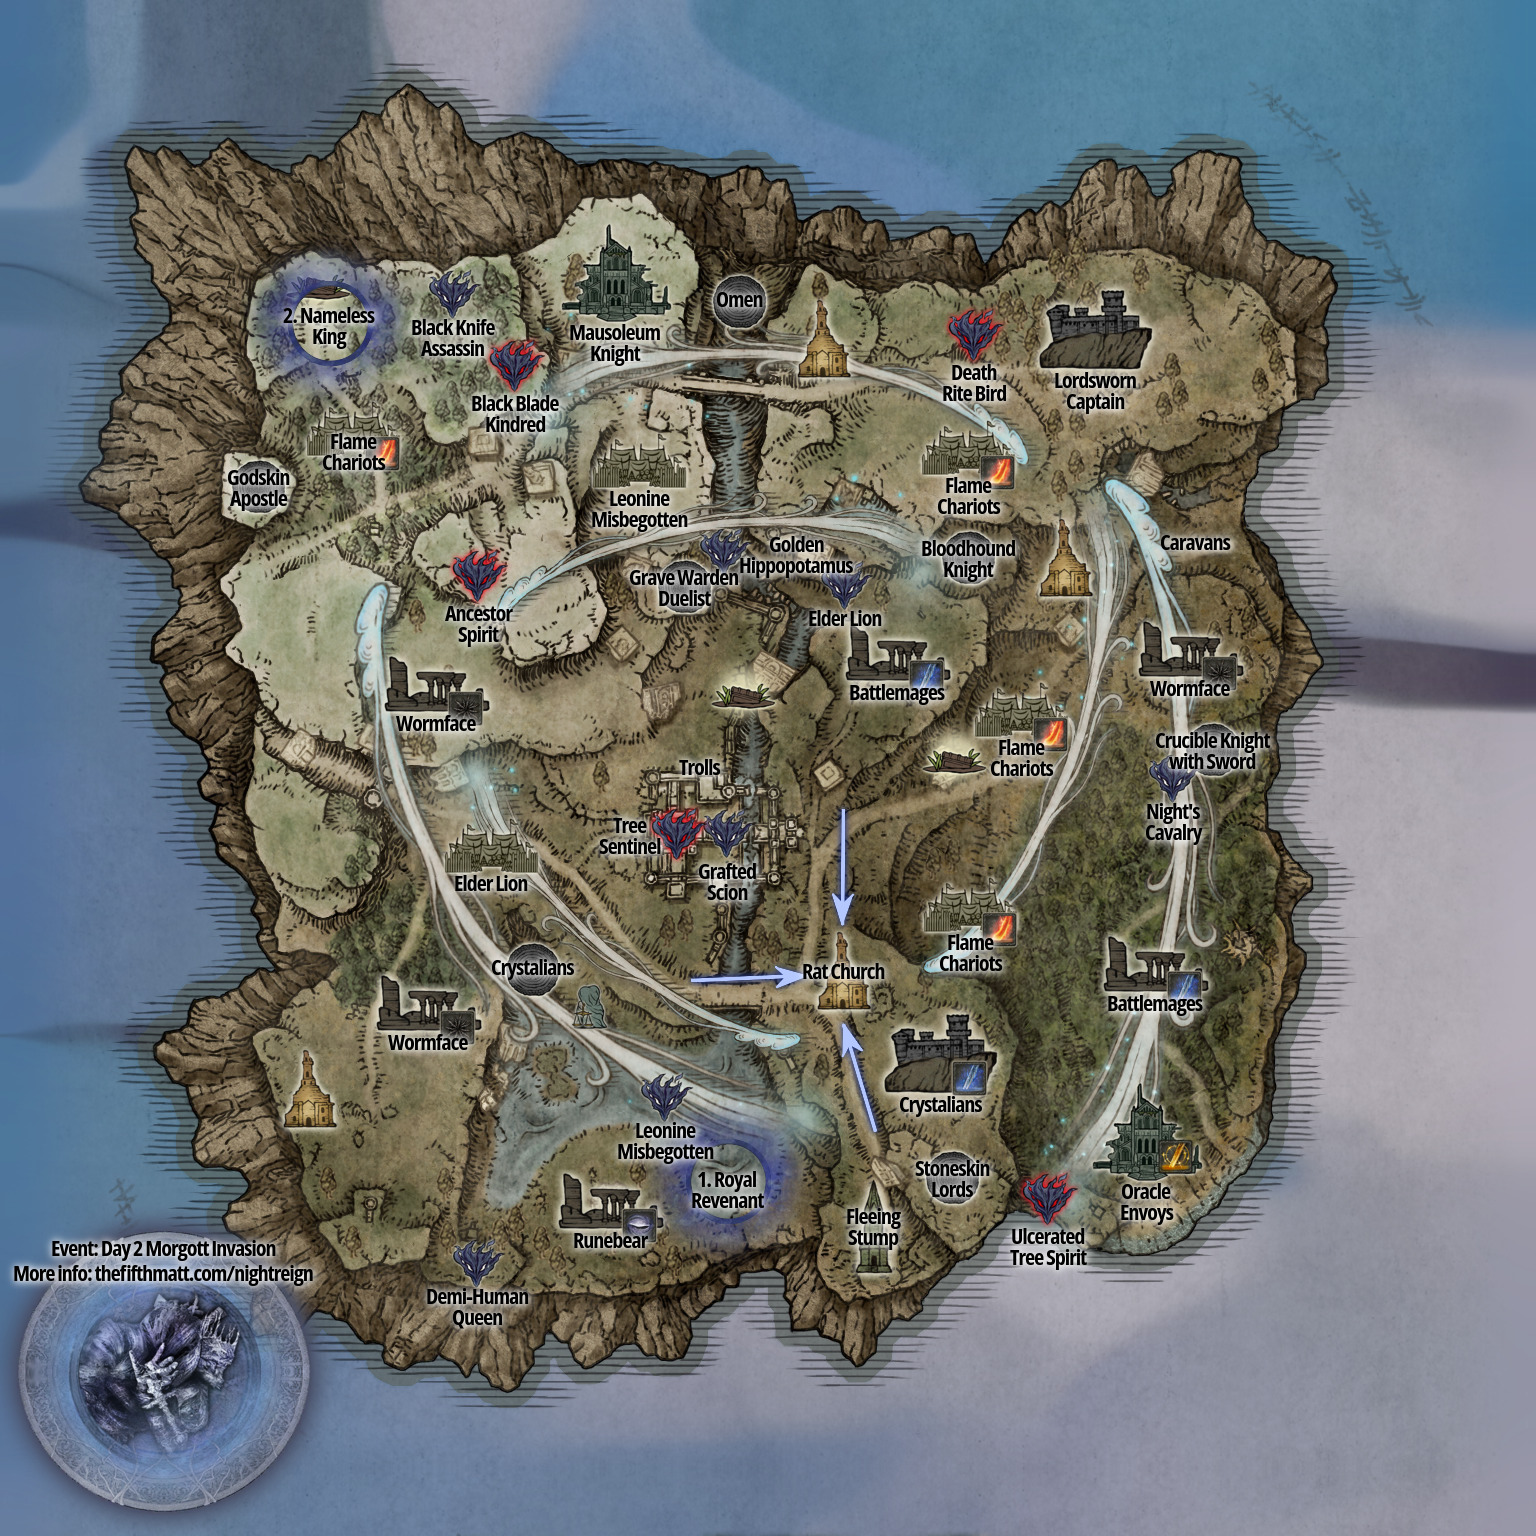 Omen
2. Nameless
King
Black Knife
Assassin
Mausoleum
Knight
Death
Rite Bird
Lordsworn
Captain
Black Blade
Kindred
Flame
Chariots
Godskin
Apostle
Leonine
Misbegotten
Flame
Chariots
Caravans
Golden
Hippopotamus
Bloodhound
Knight
Grave Warden
Duelist
Ancestor
Spirit
Elder Lion
Battlemages
Wormface
Wormface
Crucible Knight
with Sword
Flame
Chariots
Trolls
Night's
Cavalry
Tree
Sentinel
Grafted
Scion
Elder Lion
Flame
Chariots
Crystalians
Rat Church
Battlemages
Wormface
Crystalians
Leonine
Misbegotten
1. Royal
Revenant
Stoneskin
Lords
Oracle
Envoys
Fleeing
Stump
Runebear
Ulcerated
Tree Spirit
Demi-Human
Queen
Event: Day 2 Morgott Invasion
More info: thefifthmatt.com/nightreign